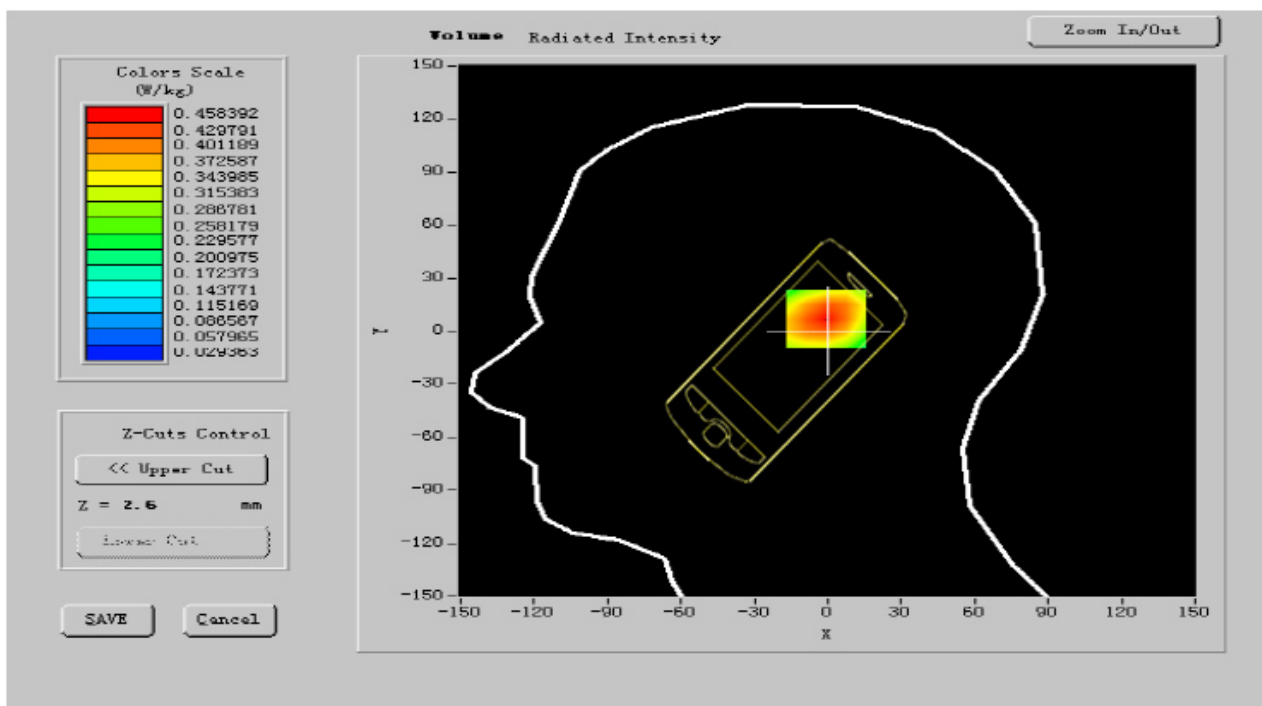 Volume Radiated Intensity
Zoom In/Out
Colors Scale
(W/kg)
0.458392
0.429791
0.401189
0.372587
0.343985
0.315383
0.286781
0.258179
0.229577
0.200975
0.172373
0.143771
0.115169
0.086567
0.057965
0.029363
Z-Cuts Control
<< Upper Cut
Z = 2.6 mm
Lower Cut
SAVE
Cancel
150
120
90
60
30
0
-30
-60
-90
-120
-150
Y
-150 -120 -90 -60 -30 0 30 60 90 120 150
X